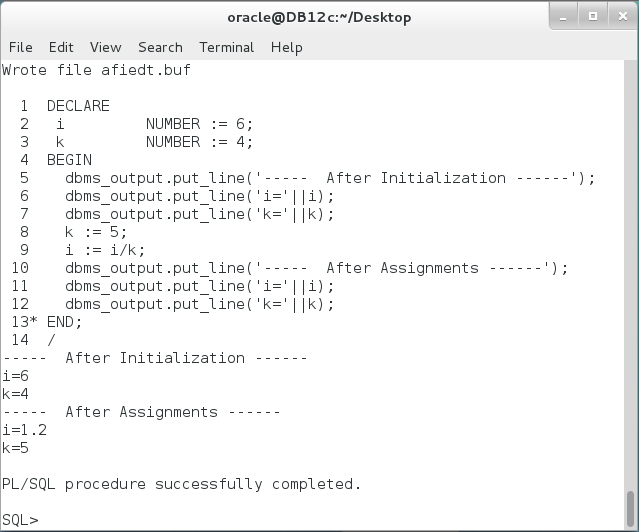 oracle@DB12c:~/Desktop
File Edit View Search Terminal Help
Wrote file afiedt.buf
  1  DECLARE
  2   i         NUMBER := 6;
  3   k         NUMBER := 4;
  4  BEGIN
  5    dbms_output.put_line('-----  After Initialization ------');
  6    dbms_output.put_line('i='||i);
  7    dbms_output.put_line('k='||k);
  8    k := 5;
  9    i := i/k;
 10    dbms_output.put_line('-----  After Assignments ------');
 11    dbms_output.put_line('i='||i);
 12    dbms_output.put_line('k='||k);
 13* END;
 14  /
-----  After Initialization ------
i=6
k=4
-----  After Assignments ------
i=1.2
k=5
PL/SQL procedure successfully completed.
SQL>